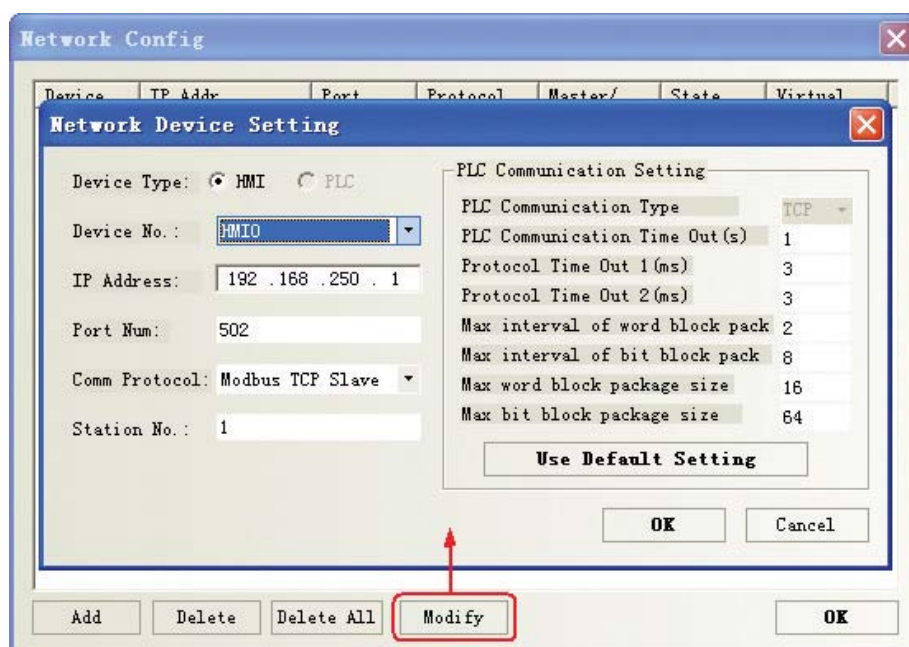 Network Config
Device IP Addr Port Protocol Master/ State Virtual
Network Device Setting
Device Type: HMI PLC
Device No.: HMI0
IP Address: 192 .168 .250 . 1
Port Num: 502
Comm Protocol: Modbus TCP Slave
Station No.: 1
PLC Communication Setting
PLC Communication Type TCP
PLC Communication Time Out(s) 1
Protocol Time Out 1(ms) 3
Protocol Time Out 2(ms) 3
Max interval of word block pack 2
Max interval of bit block pack 8
Max word block package size 16
Max bit block package size 64
Use Default Setting
OK Cancel
Add Delete Delete All Modify OK